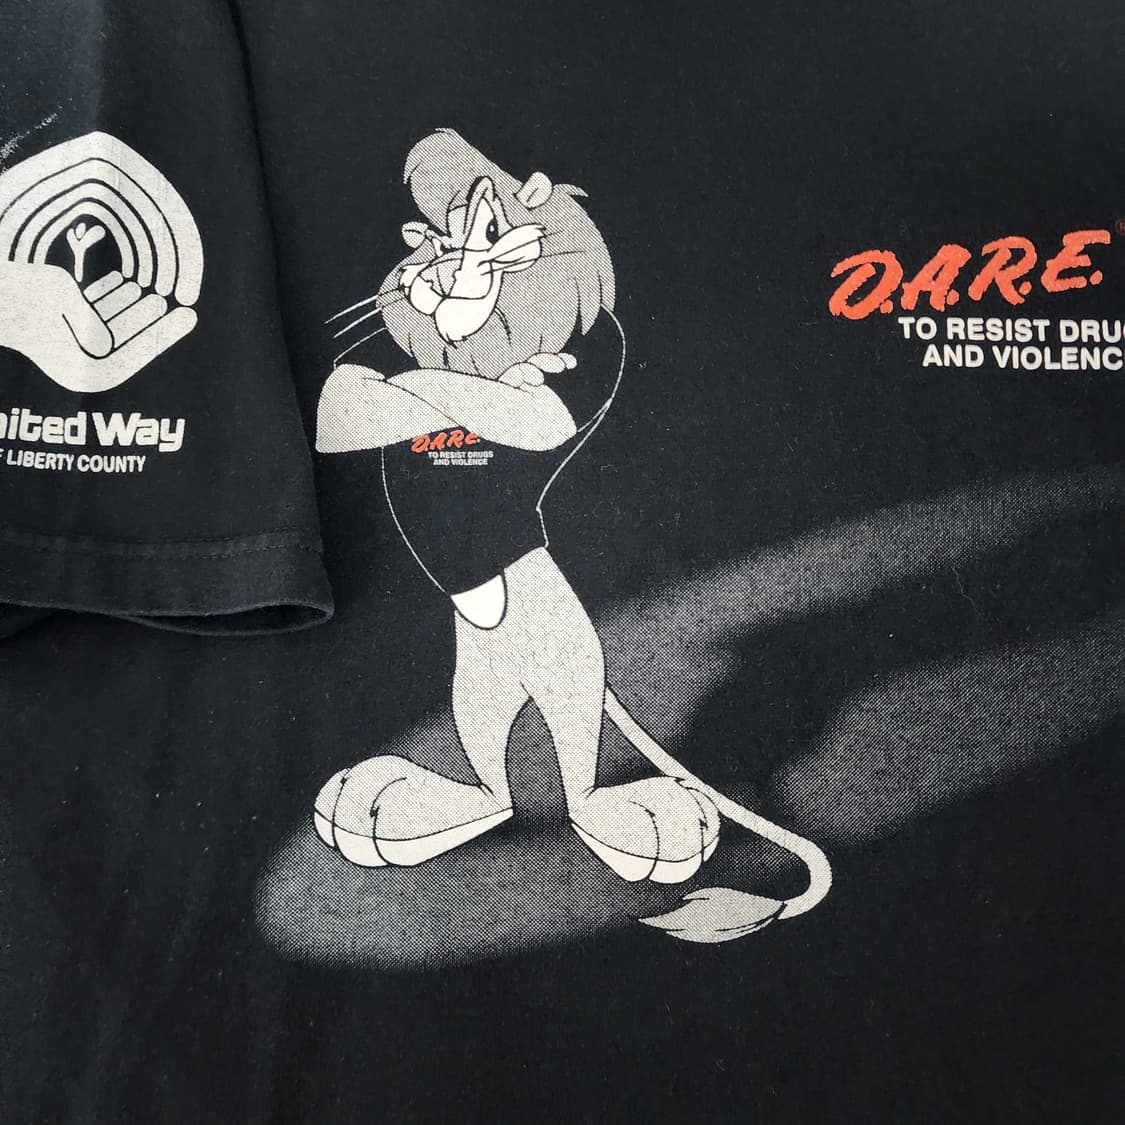 nited Way
F LIBERTY COUNTY
D.A.R.E.®
TO RESIST DRUG
AND VIOLENC
D.A.R.E.
TO RESIST DRUGS
AND VIOLENCE